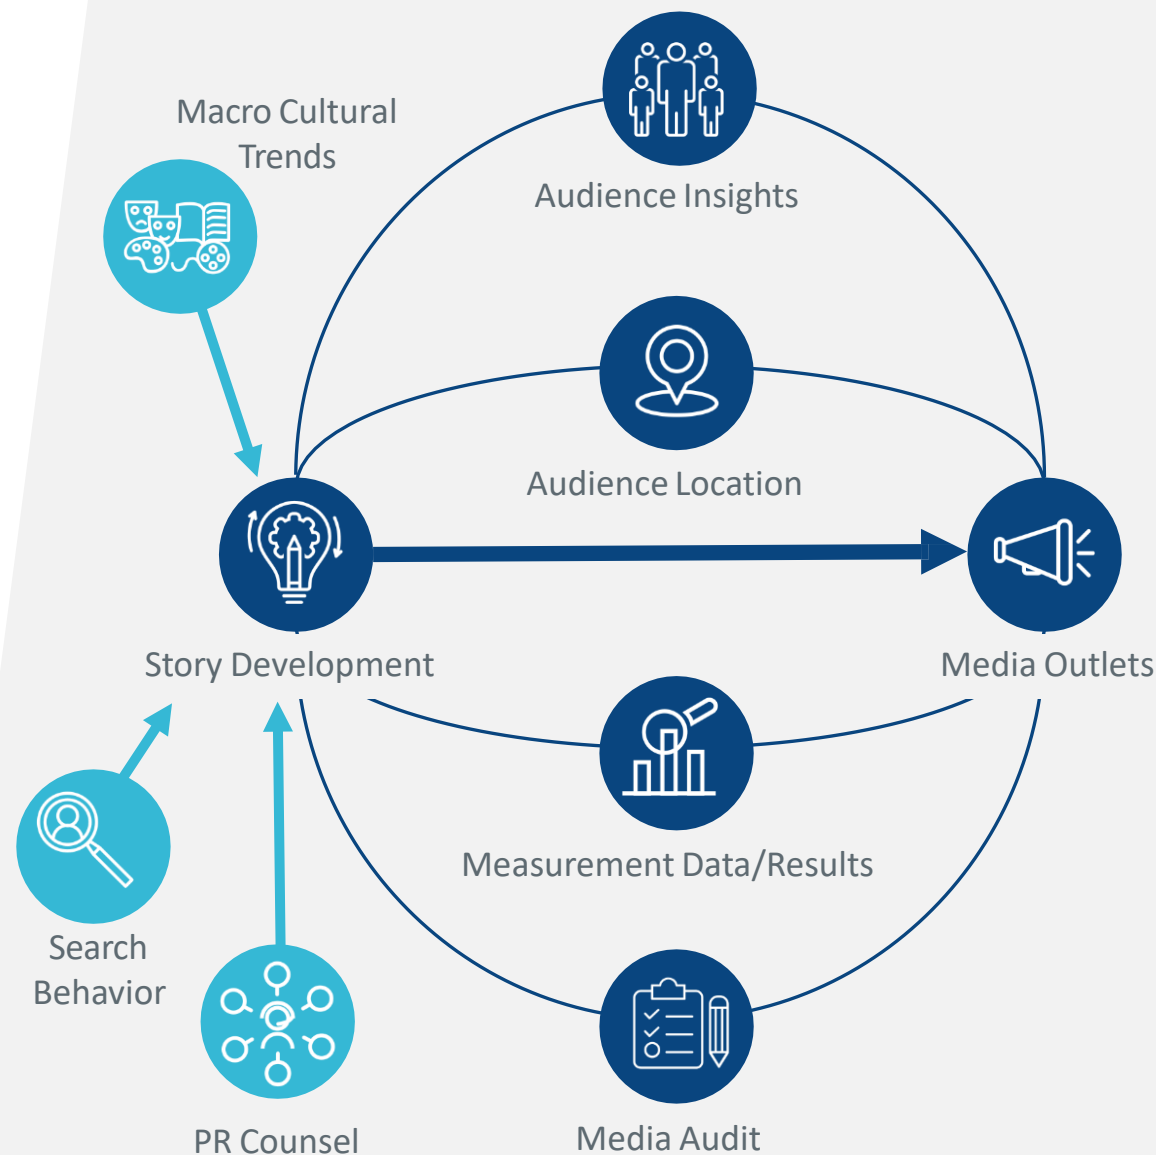 Macro Cultural
Trends
Audience Insights
Audience Location
Story Development
Media Outlets
Measurement Data/Results
Search
Behavior
PR Counsel
Media Audit